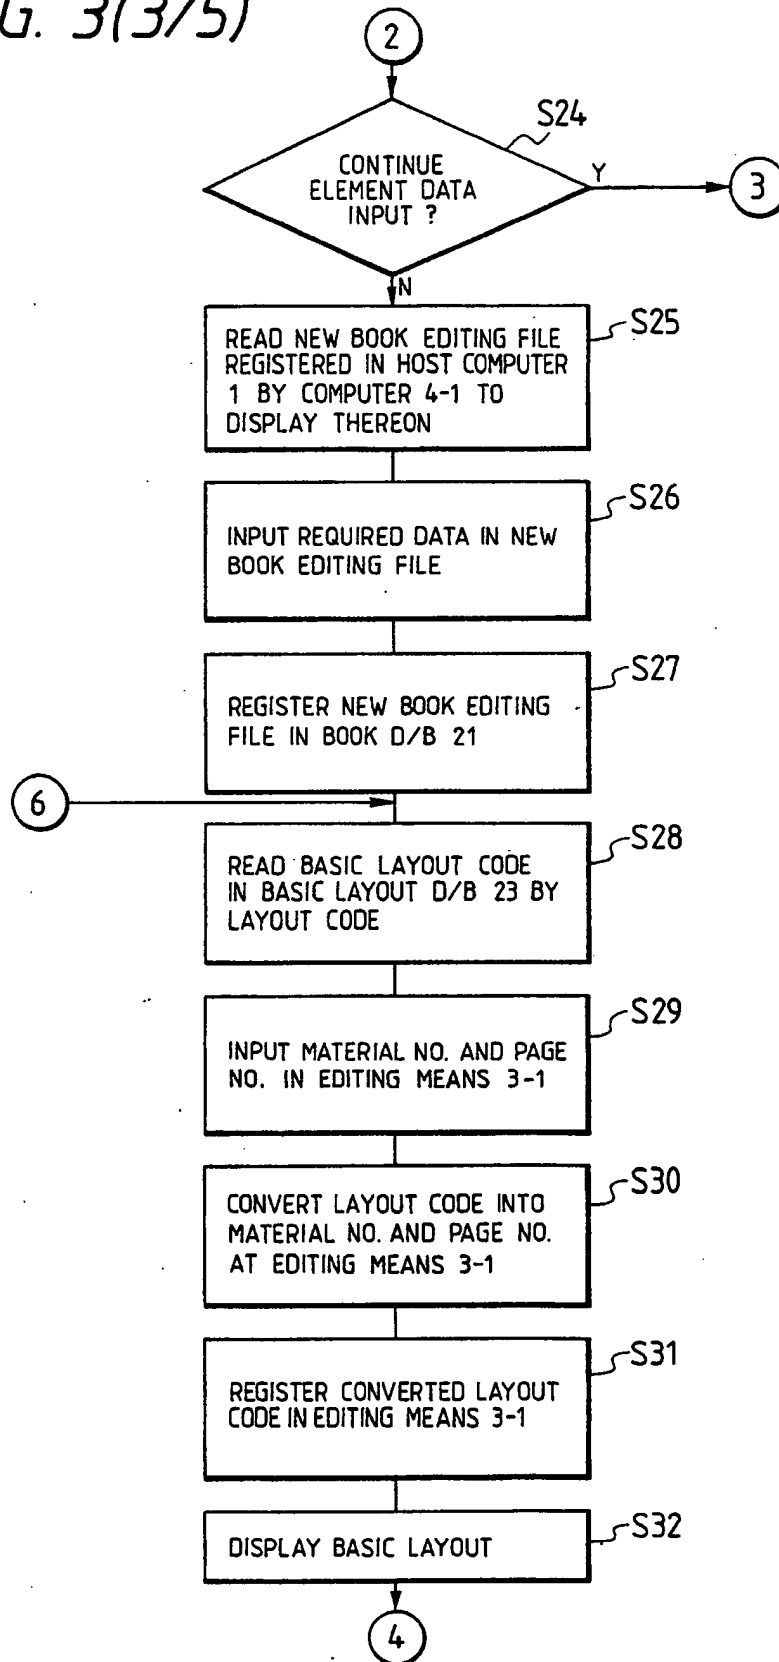 G. 3(3/5)
2
S24
CONTINUE
ELEMENT DATA
INPUT ?
Y
3
N
S25
READ NEW BOOK EDITING FILE
REGISTERED IN HOST COMPUTER
1 BY COMPUTER 4-1 TO
DISPLAY THEREON
S26
INPUT REQUIRED DATA IN NEW
BOOK EDITING FILE
S27
REGISTER NEW BOOK EDITING
FILE IN BOOK D/B 21
6
S28
READ BASIC LAYOUT CODE
IN BASIC LAYOUT D/B 23 BY
LAYOUT CODE
S29
INPUT MATERIAL NO. AND PAGE
NO. IN EDITING MEANS 3-1
S30
CONVERT LAYOUT CODE INTO
MATERIAL NO. AND PAGE NO.
AT EDITING MEANS 3-1
S31
REGISTER CONVERTED LAYOUT
CODE IN EDITING MEANS 3-1
S32
DISPLAY BASIC LAYOUT
4